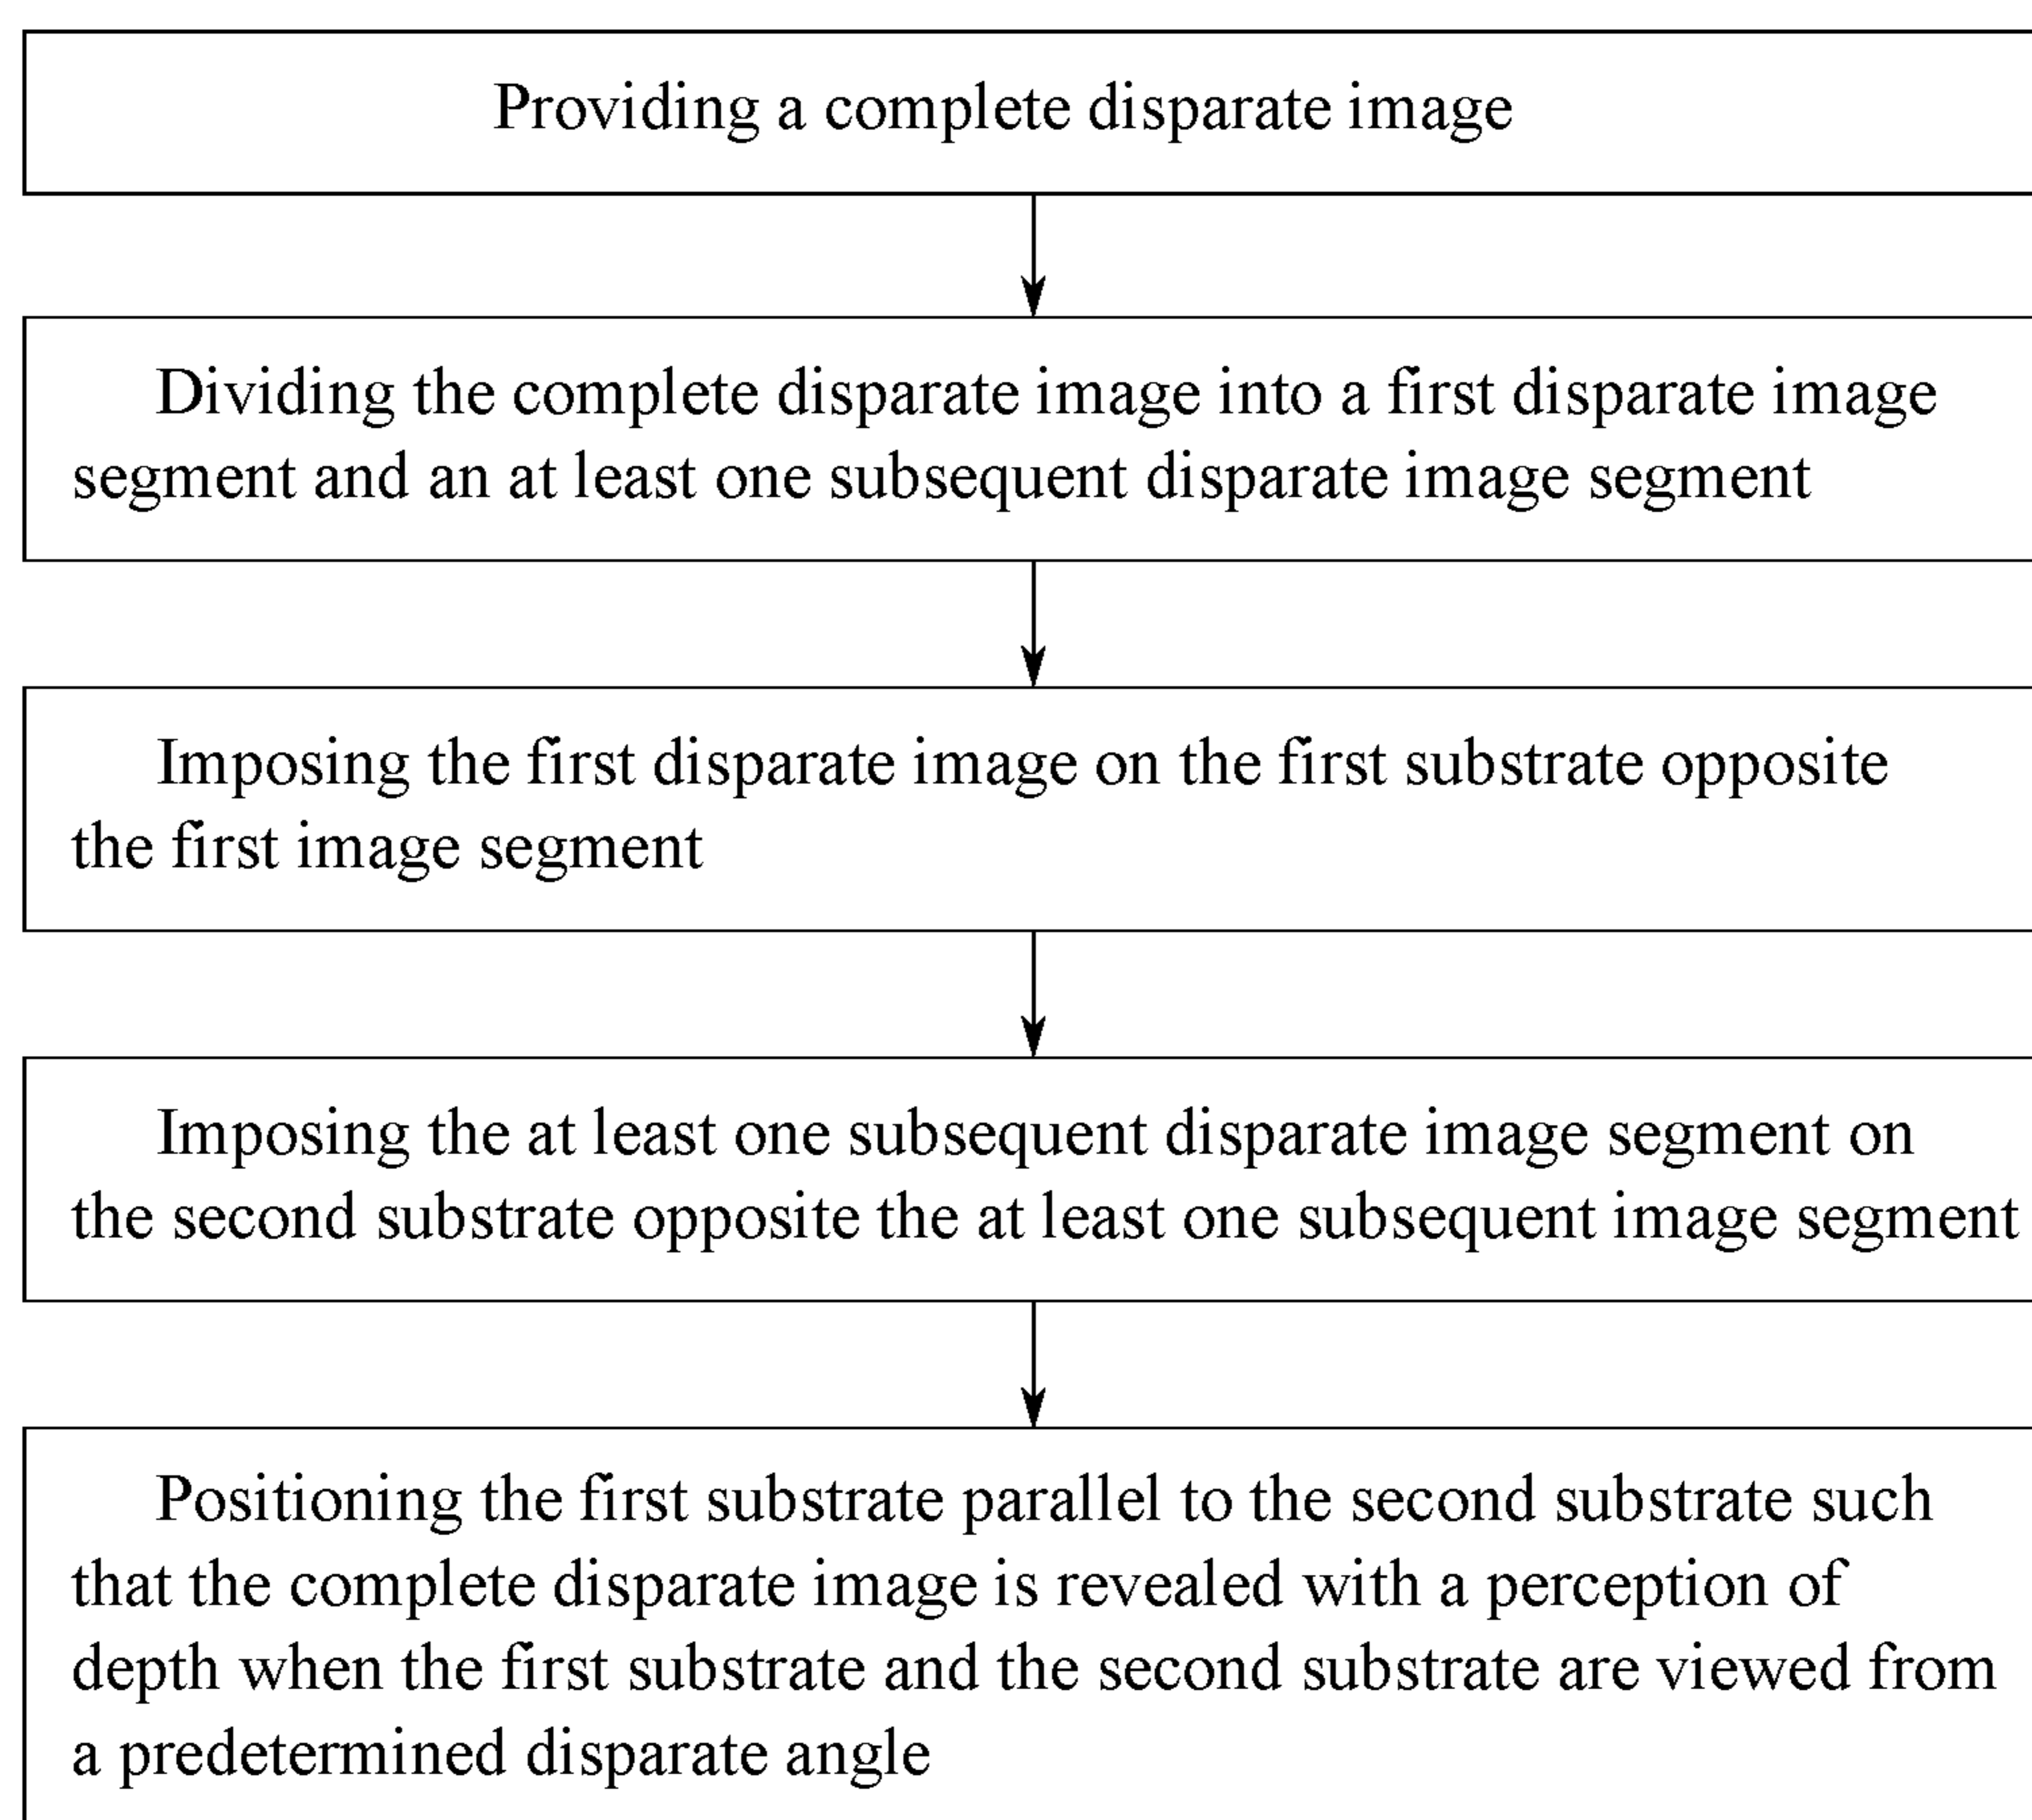 Providing a complete disparate image
Dividing the complete disparate image into a first disparate image
segment and an at least one subsequent disparate image segment
Imposing the first disparate image on the first substrate opposite
the first image segment
Imposing the at least one subsequent disparate image segment on
the second substrate opposite the at least one subsequent image segment
Positioning the first substrate parallel to the second substrate such
that the complete disparate image is revealed with a perception of
depth when the first substrate and the second substrate are viewed from
a predetermined disparate angle